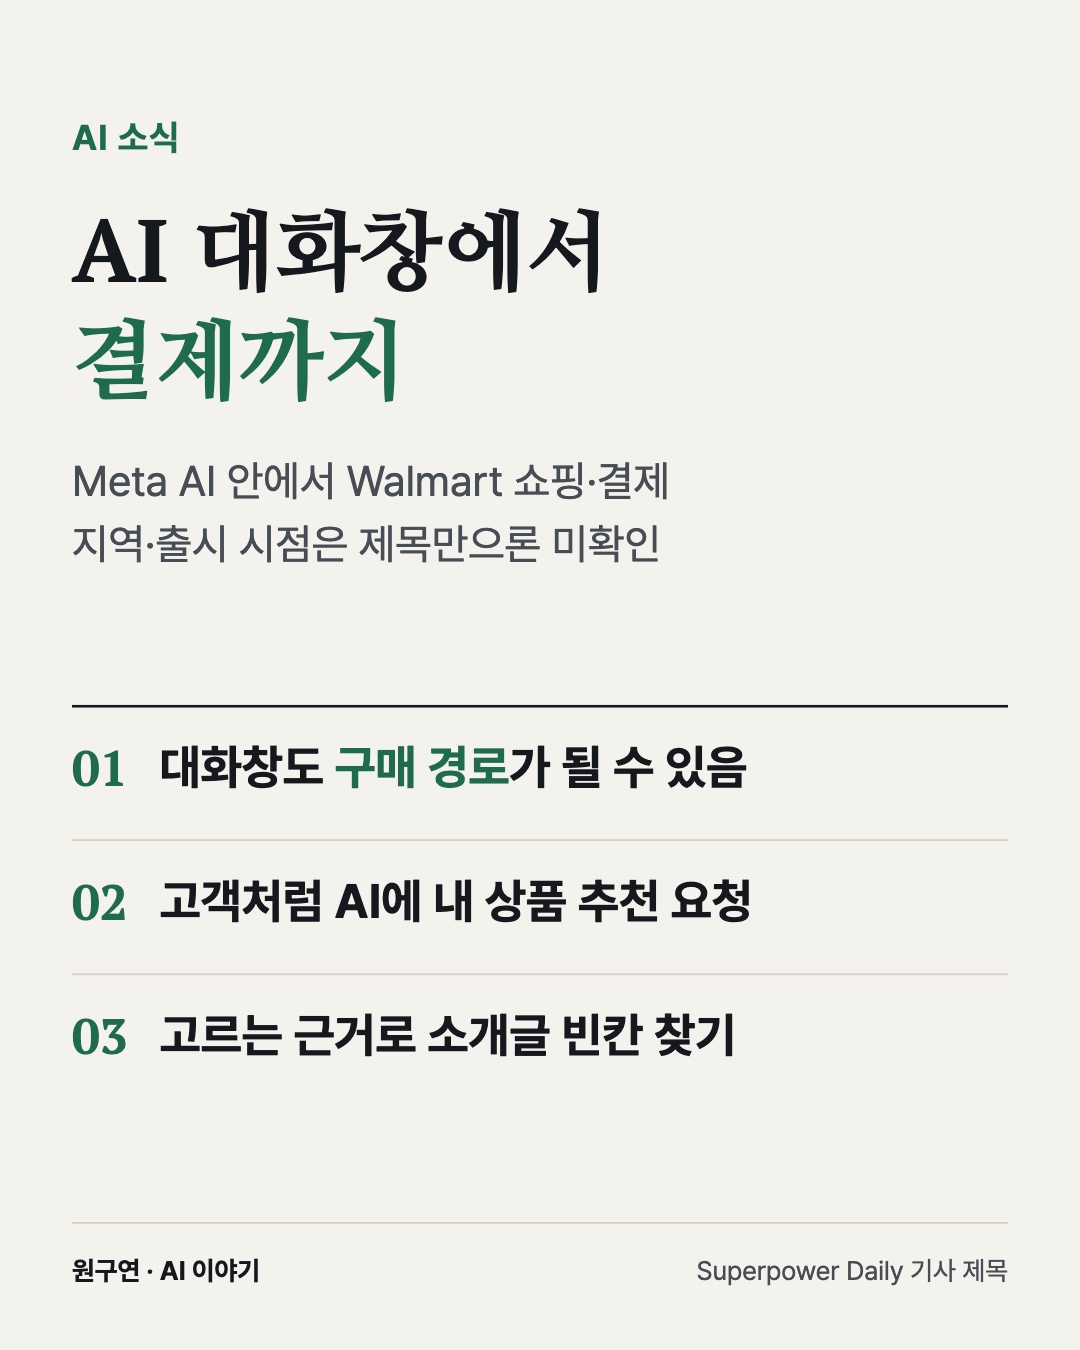 AI 소식
AI 대화창에서
결제까지
Meta AI 안에서 Walmart 쇼핑·결제
지역·출시 시점은 제목만으론 미확인
01 대화창도 구매 경로가 될 수 있음
02 고객처럼 AI에 내 상품 추천 요청
03 고르는 근거로 소개글 빈칸 찾기
원구연 · AI 이야기
Superpower Daily 기사 제목